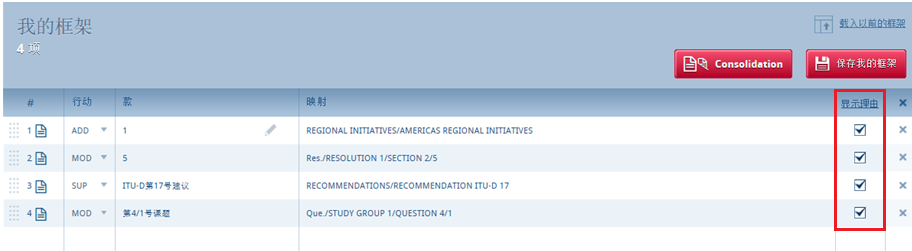 我的框架
4 项
载入以前的框架
Consolidation
保存我的框架
# 行动 款 映射 显示理由
1 ADD 1 REGIONAL INITIATIVES/AMERICAS REGIONAL INITIATIVES
2 MOD 5 Res./RESOLUTION 1/SECTION 2/5
3 SUP ITU-D第17号建议 RECOMMENDATIONS/RECOMMENDATION ITU-D 17
4 MOD 第4/1号课题 Que./STUDY GROUP 1/QUESTION 4/1